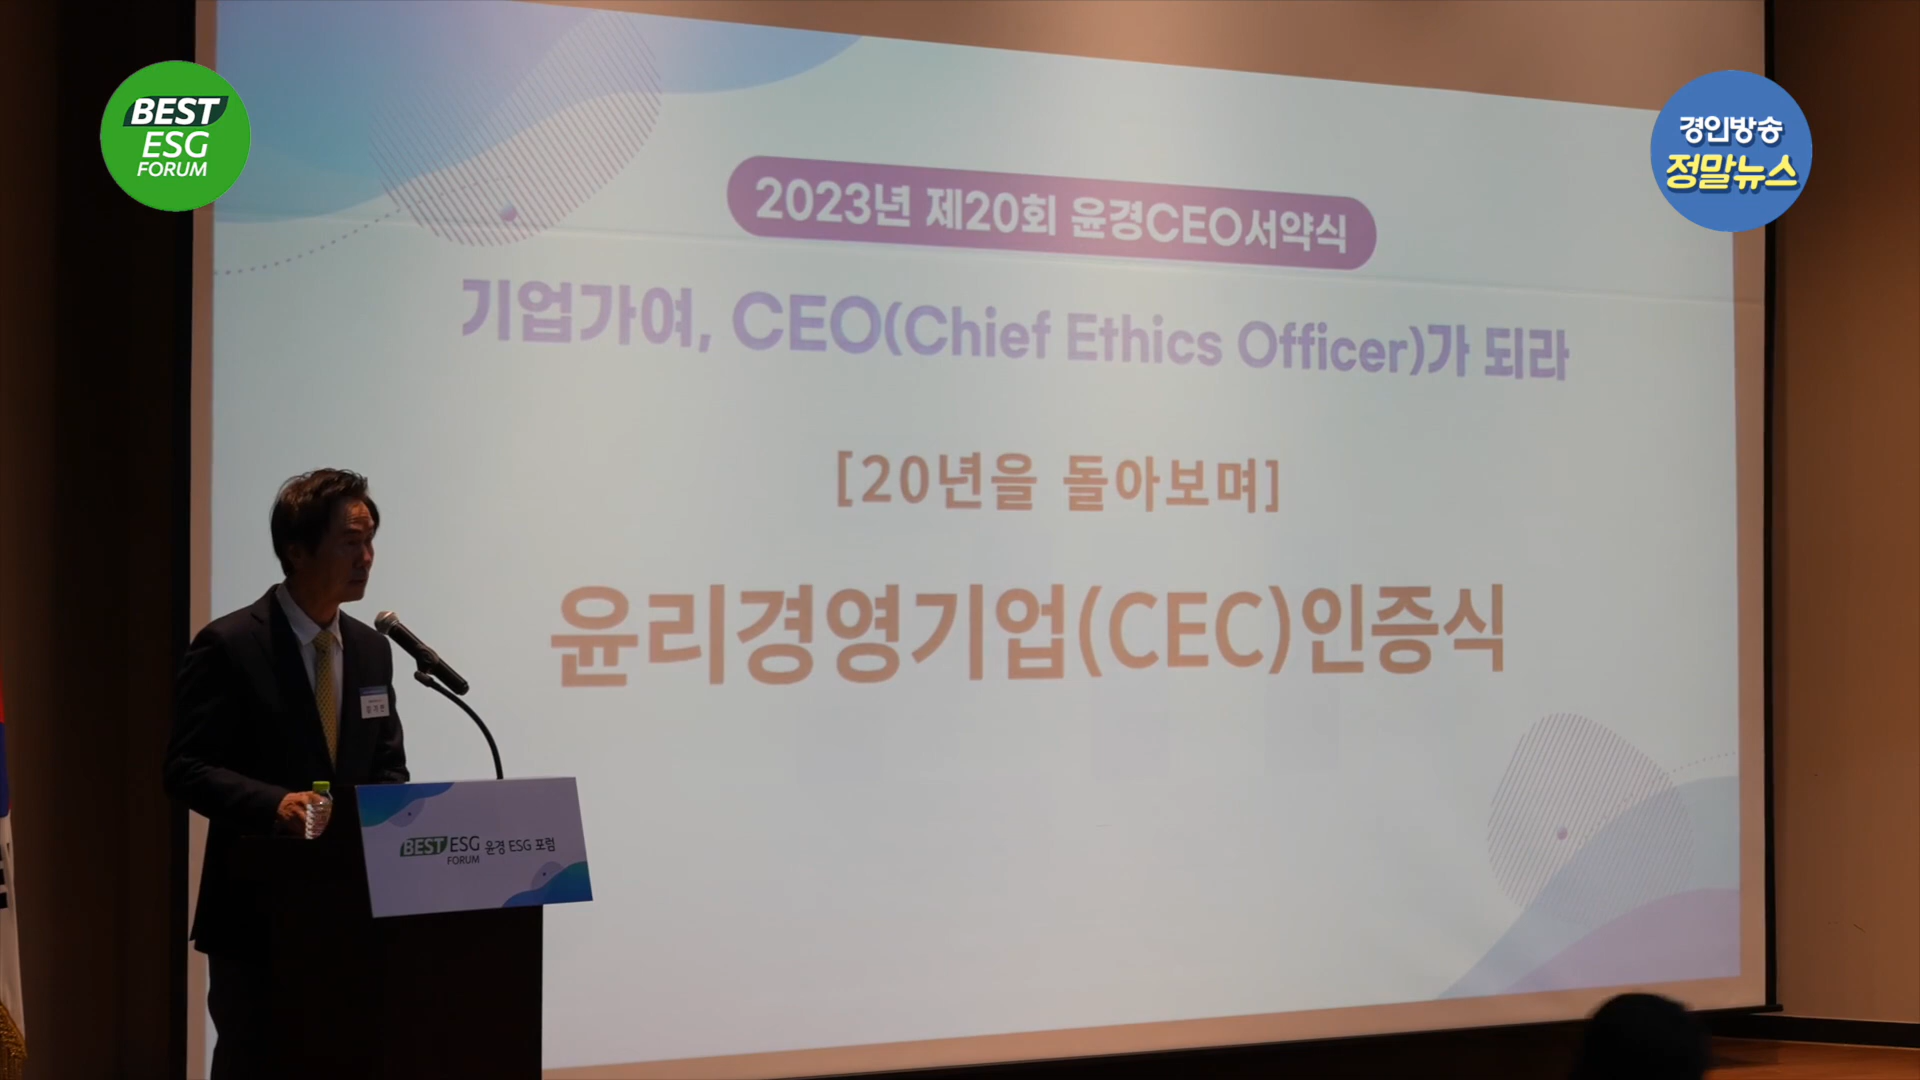 BEST
ESG
FORUM
경인방송
정말뉴스
2023년 제20회 윤경CEO서약식
기업가여, CEO(Chief Ethics Officer)가 되라
[20년을 돌아보며]
윤리경영기업(CEC)인증식
BEST ESG 윤경 ESG 포럼
FORUM